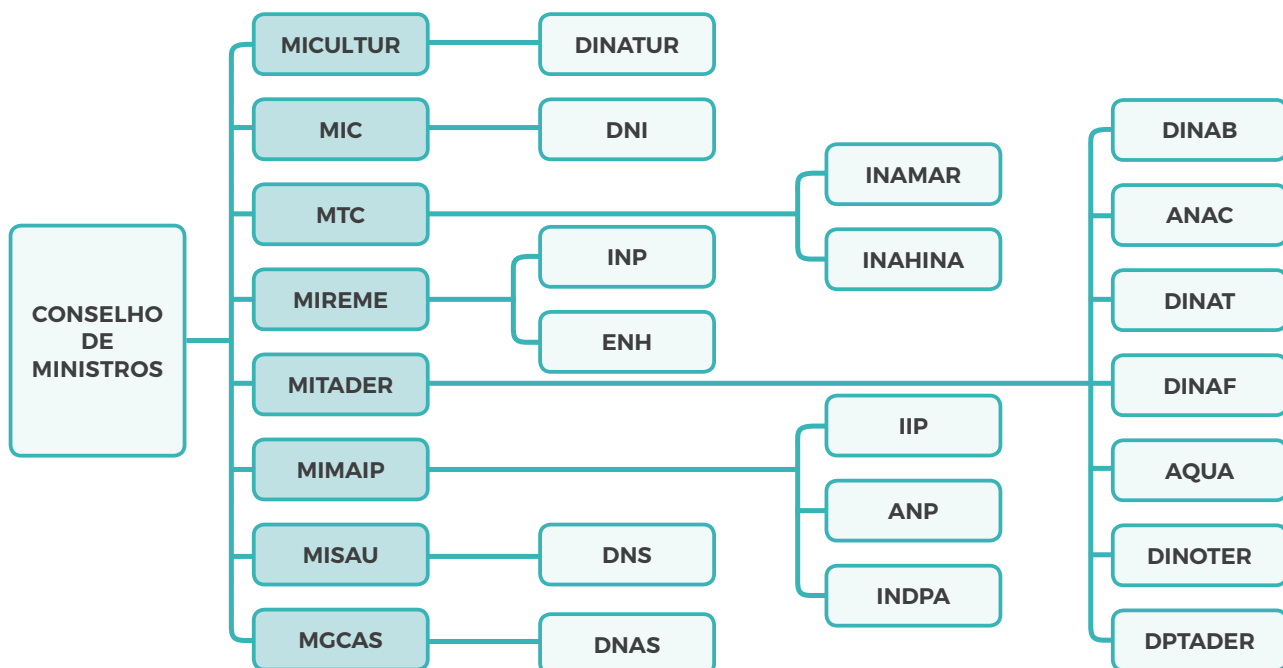 CONSELHO
DE
MINISTROS
MICULTUR
DINATUR
MIC
DNI
MTC
INAMAR
INAHINA
MIREME
INP
ENH
MITADER
DINAB
ANAC
DINAT
DINAF
AQUA
DINOTER
DPTADER
MIMAIP
IIP
ANP
INDPA
MISAU
DNS
MGCAS
DNAS